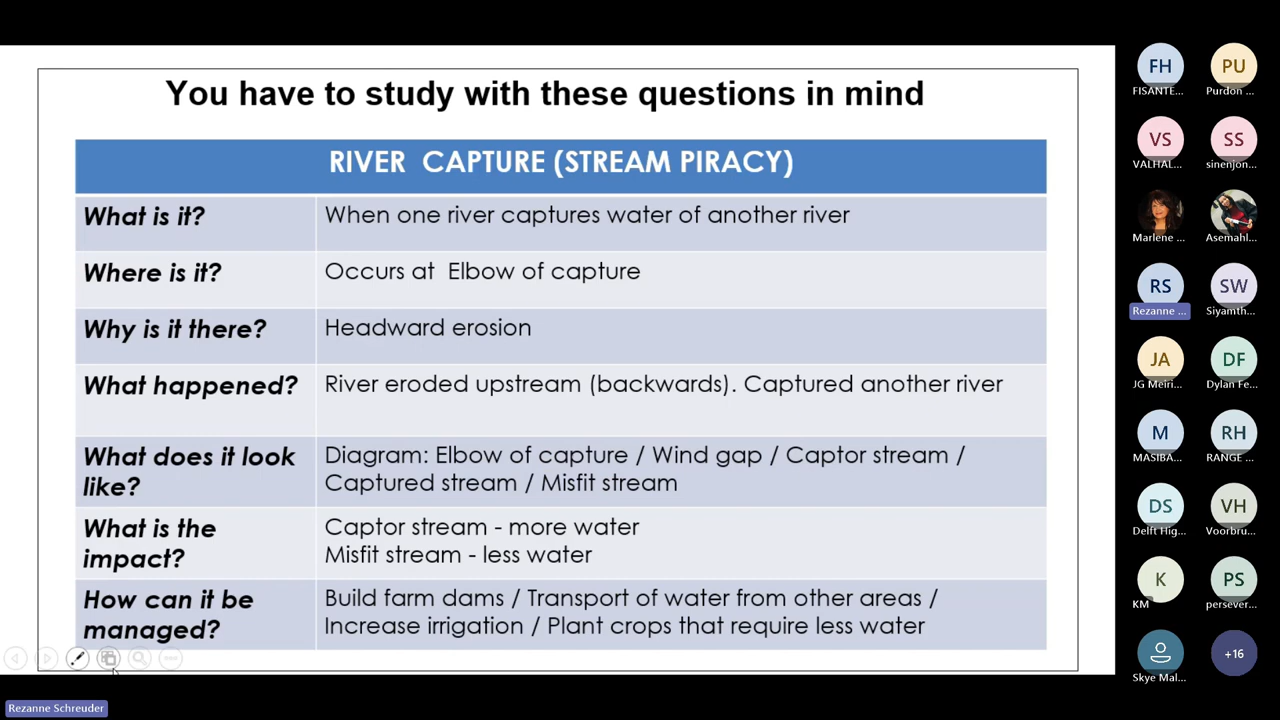 You have to study with these questions in mind
RIVER CAPTURE (STREAM PIRACY)
What is it?
When one river captures water of another river
Where is it?
Occurs at Elbow of capture
Why is it there?
Headward erosion
What happened?
River eroded upstream (backwards). Captured another river
What does it look
like?
Diagram: Elbow of capture / Wind gap / Captor stream /
Captured stream / Misfit stream
What is the
impact?
Captor stream - more water
Misfit stream - less water
How can it be
managed?
Build farm dams / Transport of water from other areas /
Increase irrigation / Plant crops that require less water
Rezanne Schreuder
FH
FISANTE...
PU
Purdon ...
VS
VALHAL...
SS
sinenjon...
Marlene ...
Asemahl...
RS
Rezanne ...
SW
Siyamth...
JA
JG Meiri...
DF
Dylan Fe...
M
MASIBA...
RH
RANGE ...
DS
Delft Hig...
VH
Voorbru...
K
KM
PS
persever...
Skye Mal...
+16